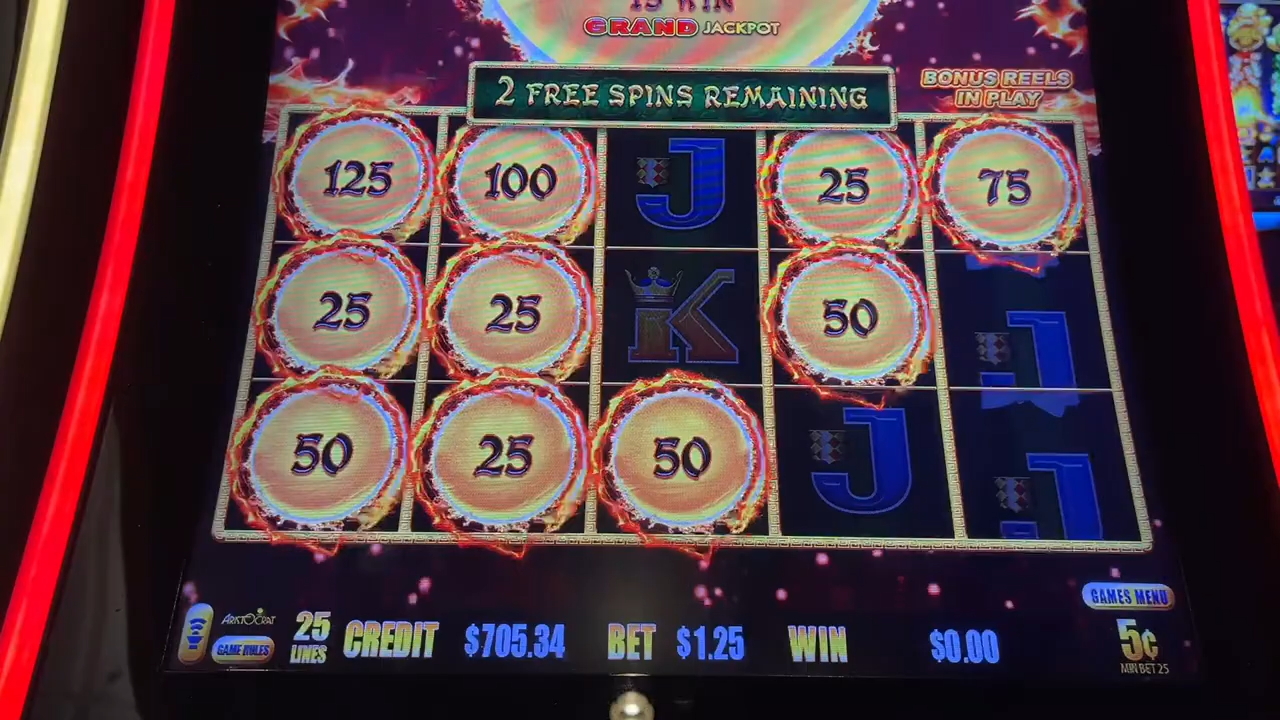 15 WIN
GRAND JACKPOT
2 FREE SPINS REMAINING
BONUS REELS
IN PLAY
125 100 J 25 75
25 25 K 50 J
50 25 50 J J
ARISTOCRAT
GAME RULES
25
LINES
CREDIT $705.34 BET $1.25 WIN $0.00
GAMES MENU
5¢
MIN BET 25